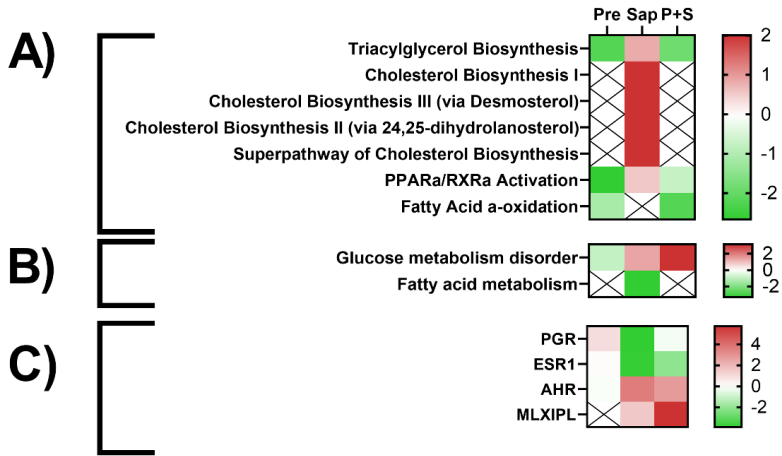 A)
Pre Sap P+S
Triacylglycerol Biosynthesis
Cholesterol Biosynthesis I
Cholesterol Biosynthesis III (via Desmosterol)
Cholesterol Biosynthesis II (via 24,25-dihydrolanosterol)
Superpathway of Cholesterol Biosynthesis
PPARa/RXRa Activation
Fatty Acid a-oxidation
2
1
0
-1
-2
B)
Glucose metabolism disorder
Fatty acid metabolism
2
0
-2
C)
PGR
ESR1
AHR
MLXIPL
4
2
0
-2